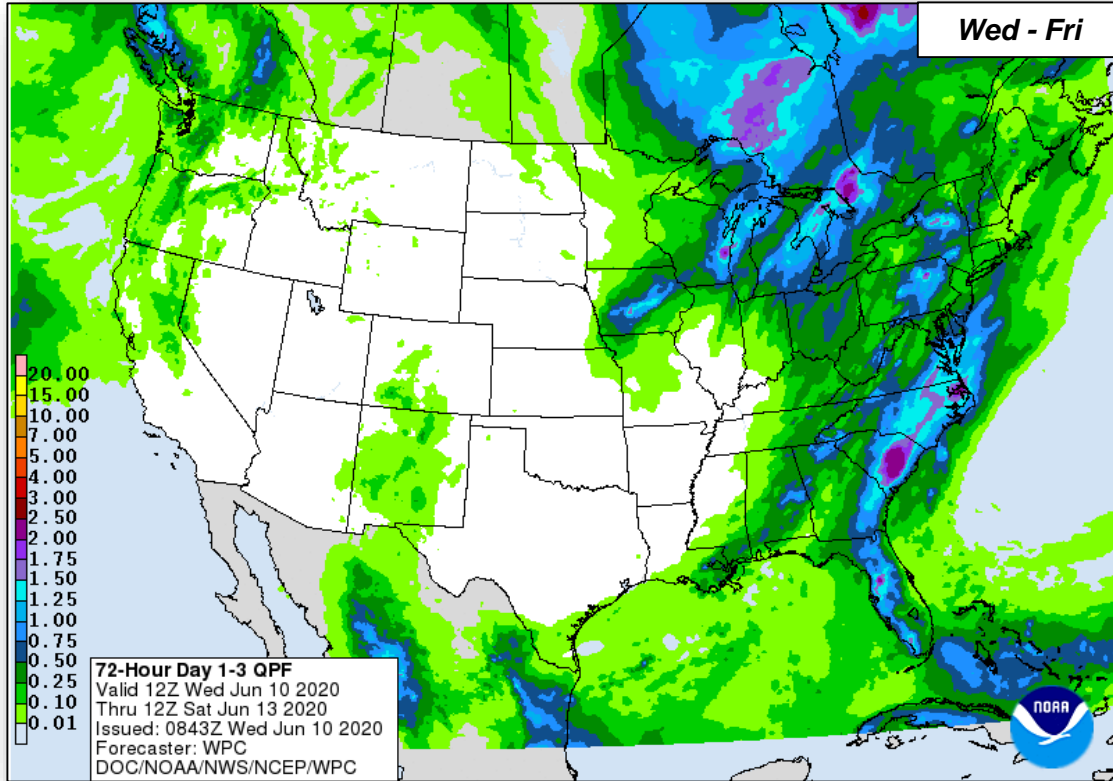 Wed - Fri
20.00
15.00
10.00
7.00
5.00
4.00
3.00
2.50
2.00
1.75
1.50
1.25
1.00
0.75
0.50
0.25
0.10
0.01
72-Hour Day 1-3 QPF
Valid 12Z Wed Jun 10 2020
Thru 12Z Sat Jun 13 2020
Issued: 0843Z Wed Jun 10 2020
Forecaster: WPC
DOC/NOAA/NWS/NCEP/WPC
NOAA